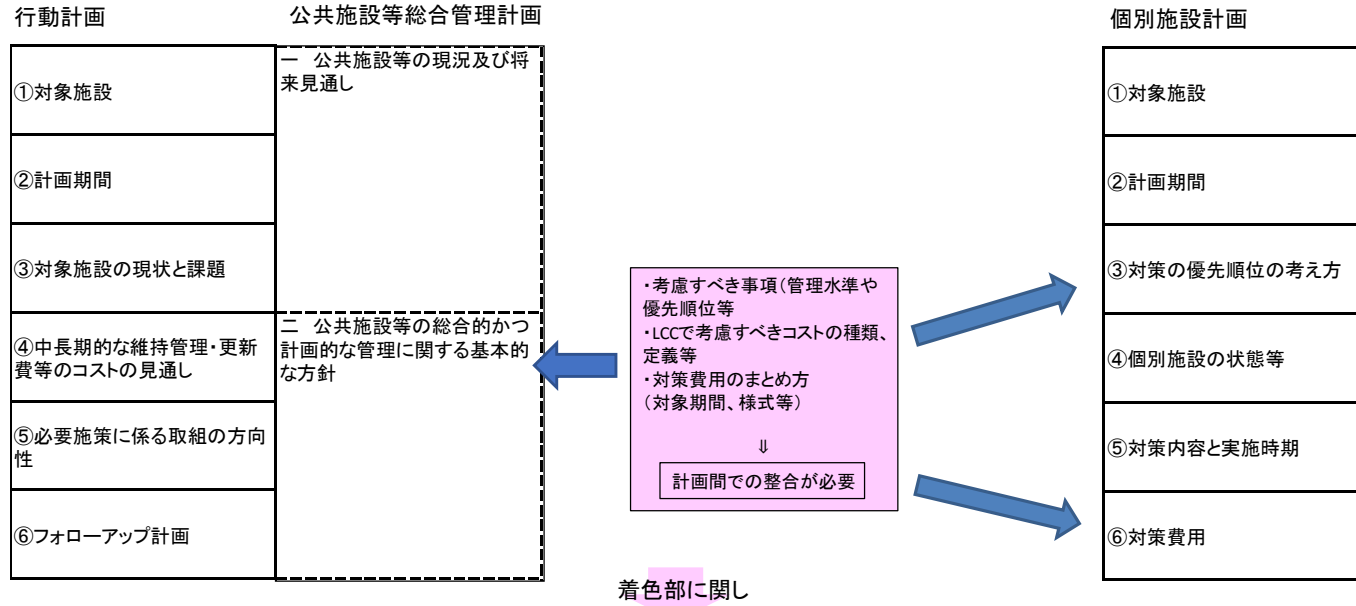 行動計画
公共施設等総合管理計画
個別施設計画
①対象施設
②計画期間
③対象施設の現状と課題
④中長期的な維持管理・更新
費等のコストの見通し
⑤必要施策に係る取組の方向
性
⑥フォローアップ計画
一　公共施設等の現況及び将
来見通し
二　公共施設等の総合的かつ
計画的な管理に関する基本的
な方針
・考慮すべき事項(管理水準や
優先順位等
・LCCで考慮すべきコストの種類、
定義等
・対策費用のまとめ方
（対象期間、様式等）
⇓
計画間での整合が必要
①対象施設
②計画期間
③対策の優先順位の考え方
④個別施設の状態等
⑤対策内容と実施時期
⑥対策費用
着色部に関し